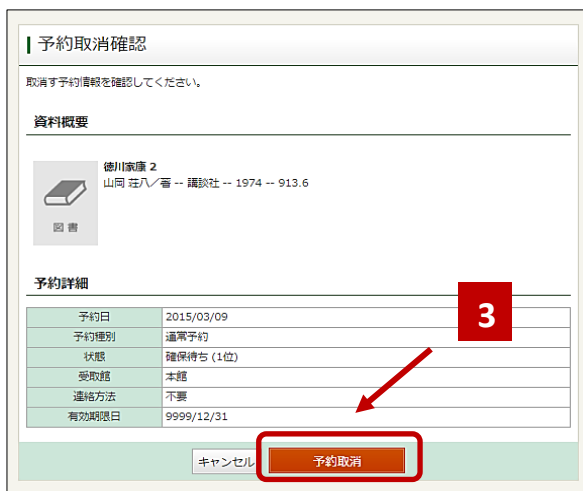 予約取消確認
取消す予約情報を確認してください。
資料概要
徳川家康 2
山岡 荘八／著 -- 講談社 -- 1974 -- 913.6
図書
予約詳細
3
予約日 2015/03/09
予約種別 通常予約
状態 確保待ち (1位)
受取館 本館
連絡方法 不要
有効期限日 9999/12/31
キャンセル 予約取消